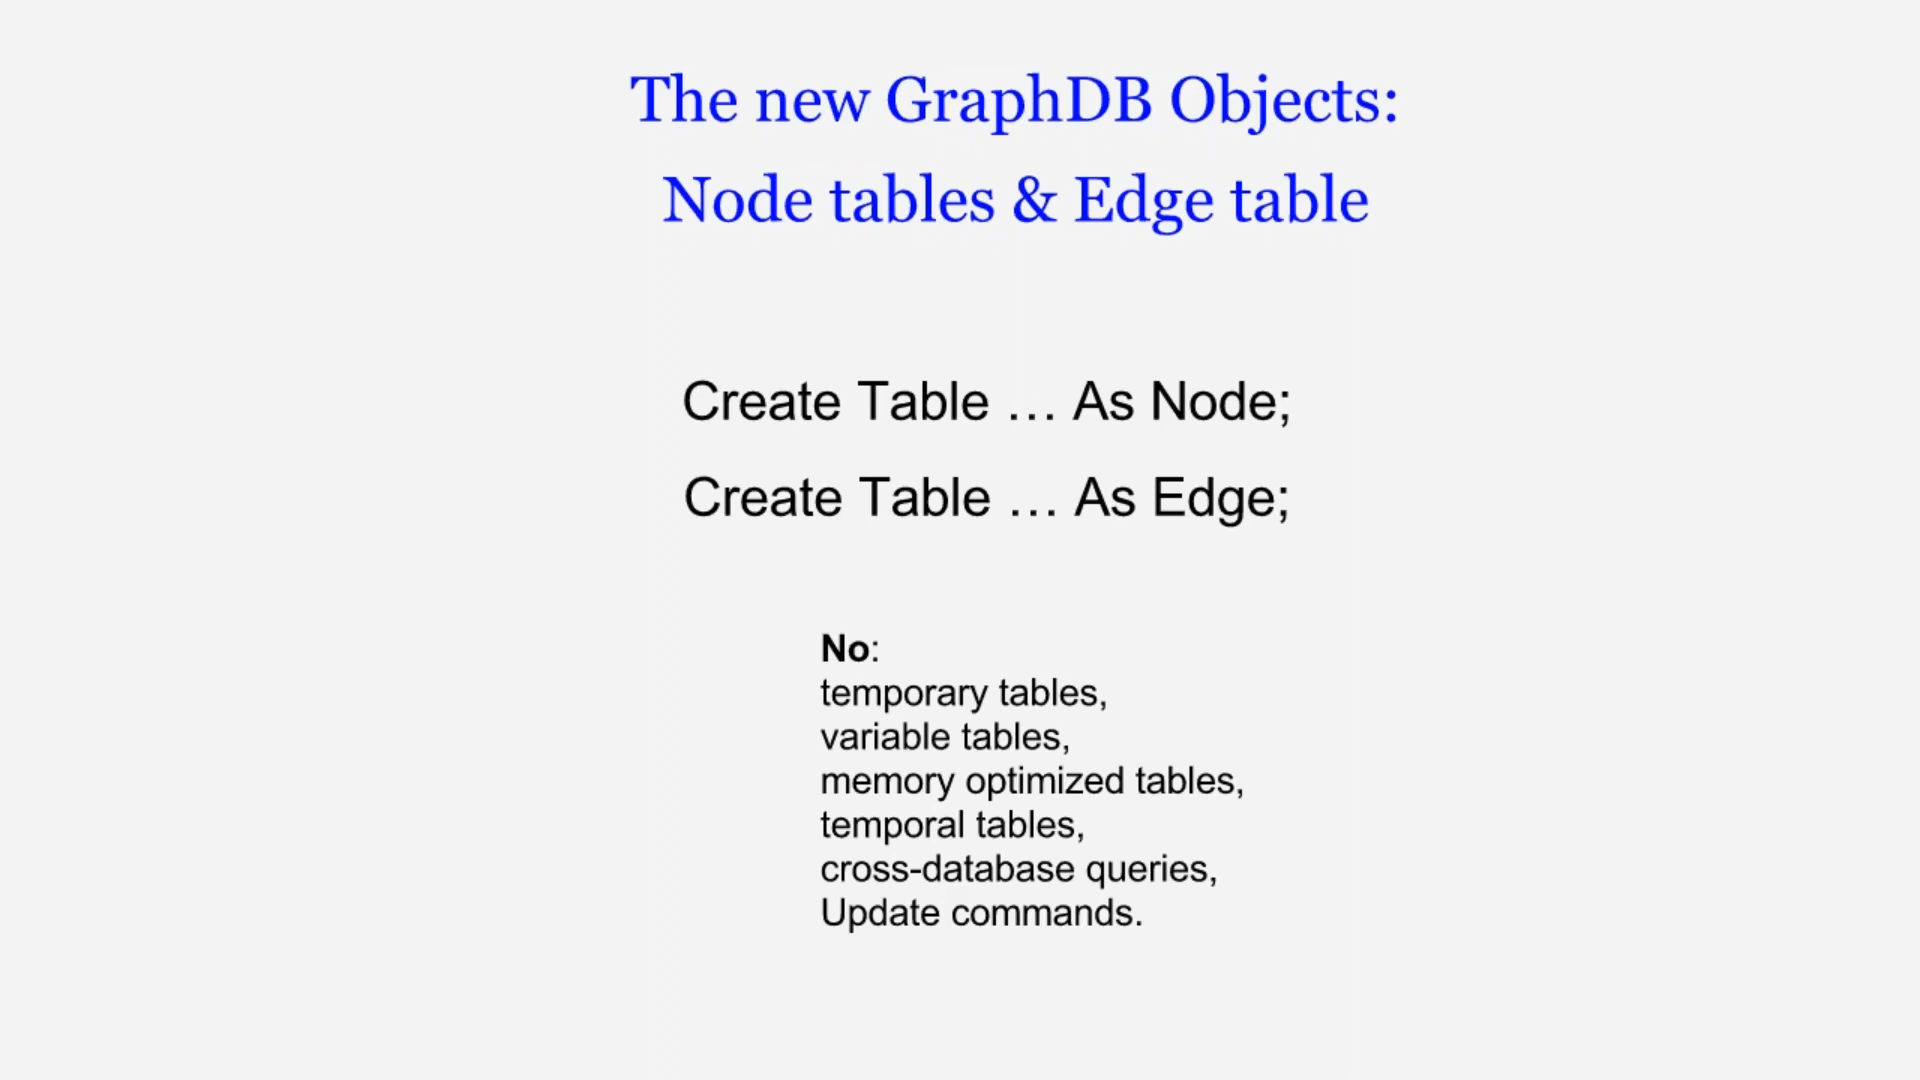 The new GraphDB Objects:
Node tables & Edge table
Create Table … As Node;
Create Table … As Edge;
No:
temporary tables,
variable tables,
memory optimized tables,
temporal tables,
cross-database queries,
Update commands.